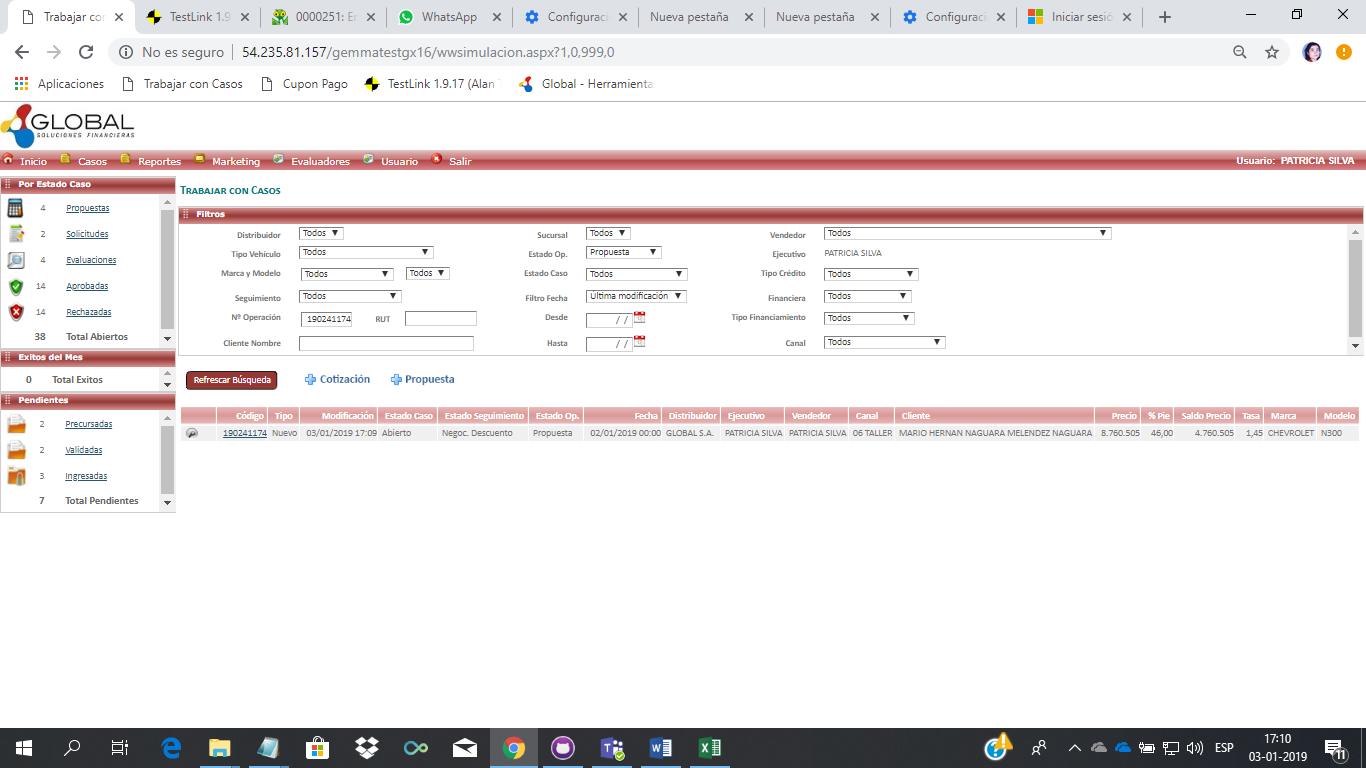 Trabajar con
TestLink 1.9
0000251: Er
WhatsApp
Configuraci
Nueva pestaña
Nueva pestaña
Configuraci
Iniciar sesió
No es seguro
54.235.81.157/gemmatestgx16/wwsimulacion.aspx?1,0,999,0
Aplicaciones
Trabajar con Casos
Cupon Pago
TestLink 1.9.17 (Alan
Global - Herramienta
GLOBAL
SOLUCIONES FINANCIERAS
Inicio Casos Reportes Marketing Evaluadores Usuario Salir Usuario: PATRICIA SILVA
Por Estado Caso
4 Propuestas
2 Solicitudes
4 Evaluaciones
14 Aprobadas
14 Rechazadas
38 Total Abiertos
Exitos del Mes
0 Total Exitos
Pendientes
2 Precursadas
2 Validadas
3 Ingresadas
7 Total Pendientes
TRABAJAR CON CASOS
Filtros
Distribuidor Todos Sucursal Todos Vendedor Todos
Tipo Vehículo Todos Estado Op. Propuesta Ejecutivo PATRICIA SILVA
Marca y Modelo Todos Todos Estado Caso Todos Tipo Crédito Todos
Seguimiento Todos Filtro Fecha Última modificación Financiera Todos
Nº Operación 190241174 RUT Desde / / Tipo Financiamiento Todos
Cliente Nombre Hasta / / Canal Todos
Refrescar Búsqueda Cotización Propuesta
Código Tipo Modificación Estado Caso Estado Seguimiento Estado Op. Fecha Distribuidor Ejecutivo Vendedor Canal Cliente Precio % Pie Saldo Precio Tasa Marca Modelo
190241174 Nuevo 03/01/2019 17:09 Abierto Negoc. Descuento Propuesta 02/01/2019 00:00 GLOBAL S.A. PATRICIA SILVA PATRICIA SILVA 06 TALLER MARIO HERNAN NAGUARA MELENDEZ NAGUARA 8.760.505 46,00 4.760.505 1,45 CHEVROLET N300
ESP
17:10
03-01-2019
11